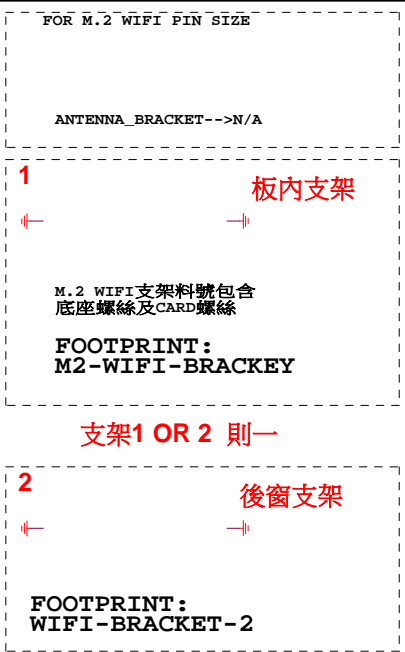 FOR M.2 WIFI PIN SIZE
ANTENNA_BRACKET-->N/A
1
板內支架
M.2 WIFI支架料號包含
底座螺絲及CARD螺絲
FOOTPRINT:
M2-WIFI-BRACKEY
支架1 OR 2 則一
2
後窗支架
FOOTPRINT:
WIFI-BRACKET-2